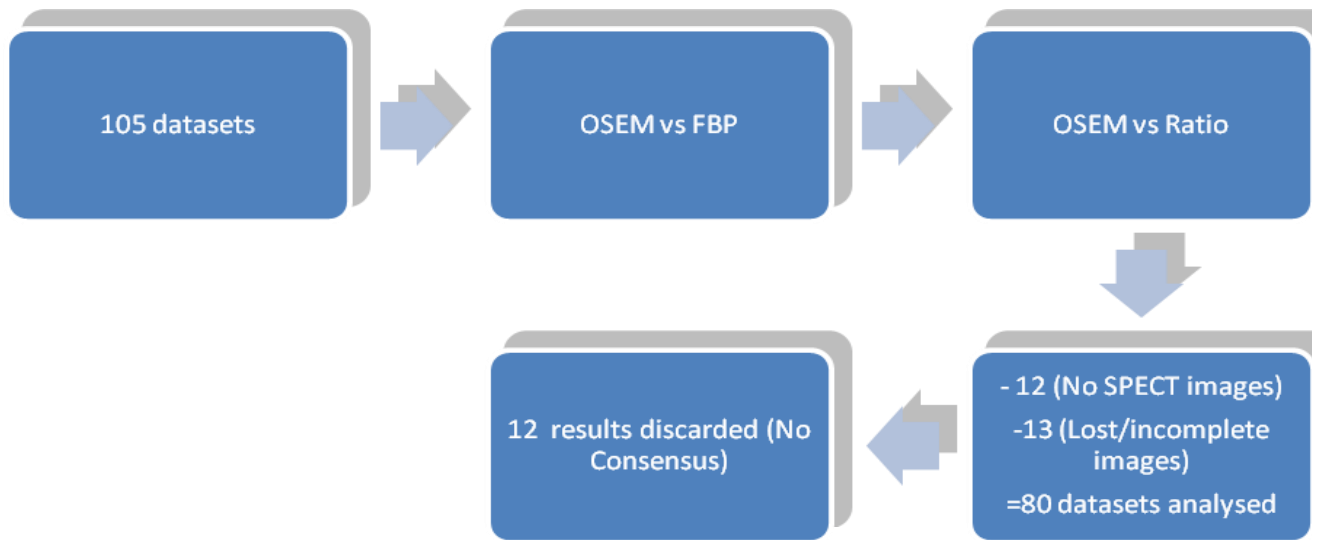 105 datasets
OSEM vs FBP
OSEM vs Ratio
- 12 (No SPECT images)
-13 (Lost/incomplete
images)
=80 datasets analysed
12 results discarded (No
Consensus)